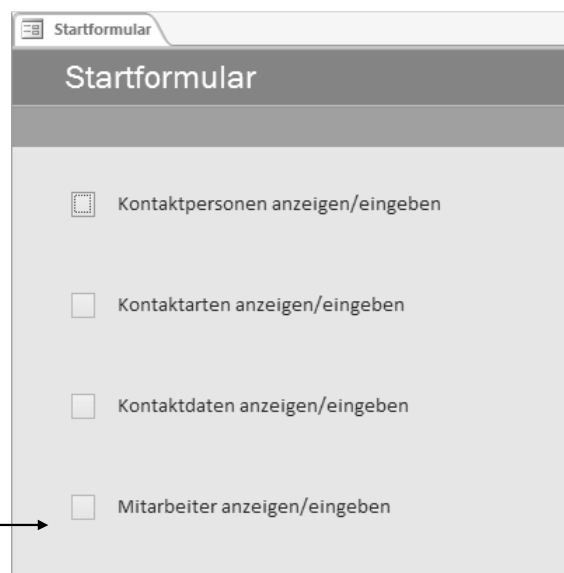 Startformular
Startformular
Kontaktpersonen anzeigen/eingeben
Kontaktarten anzeigen/eingeben
Kontaktdaten anzeigen/eingeben
Mitarbeiter anzeigen/eingeben